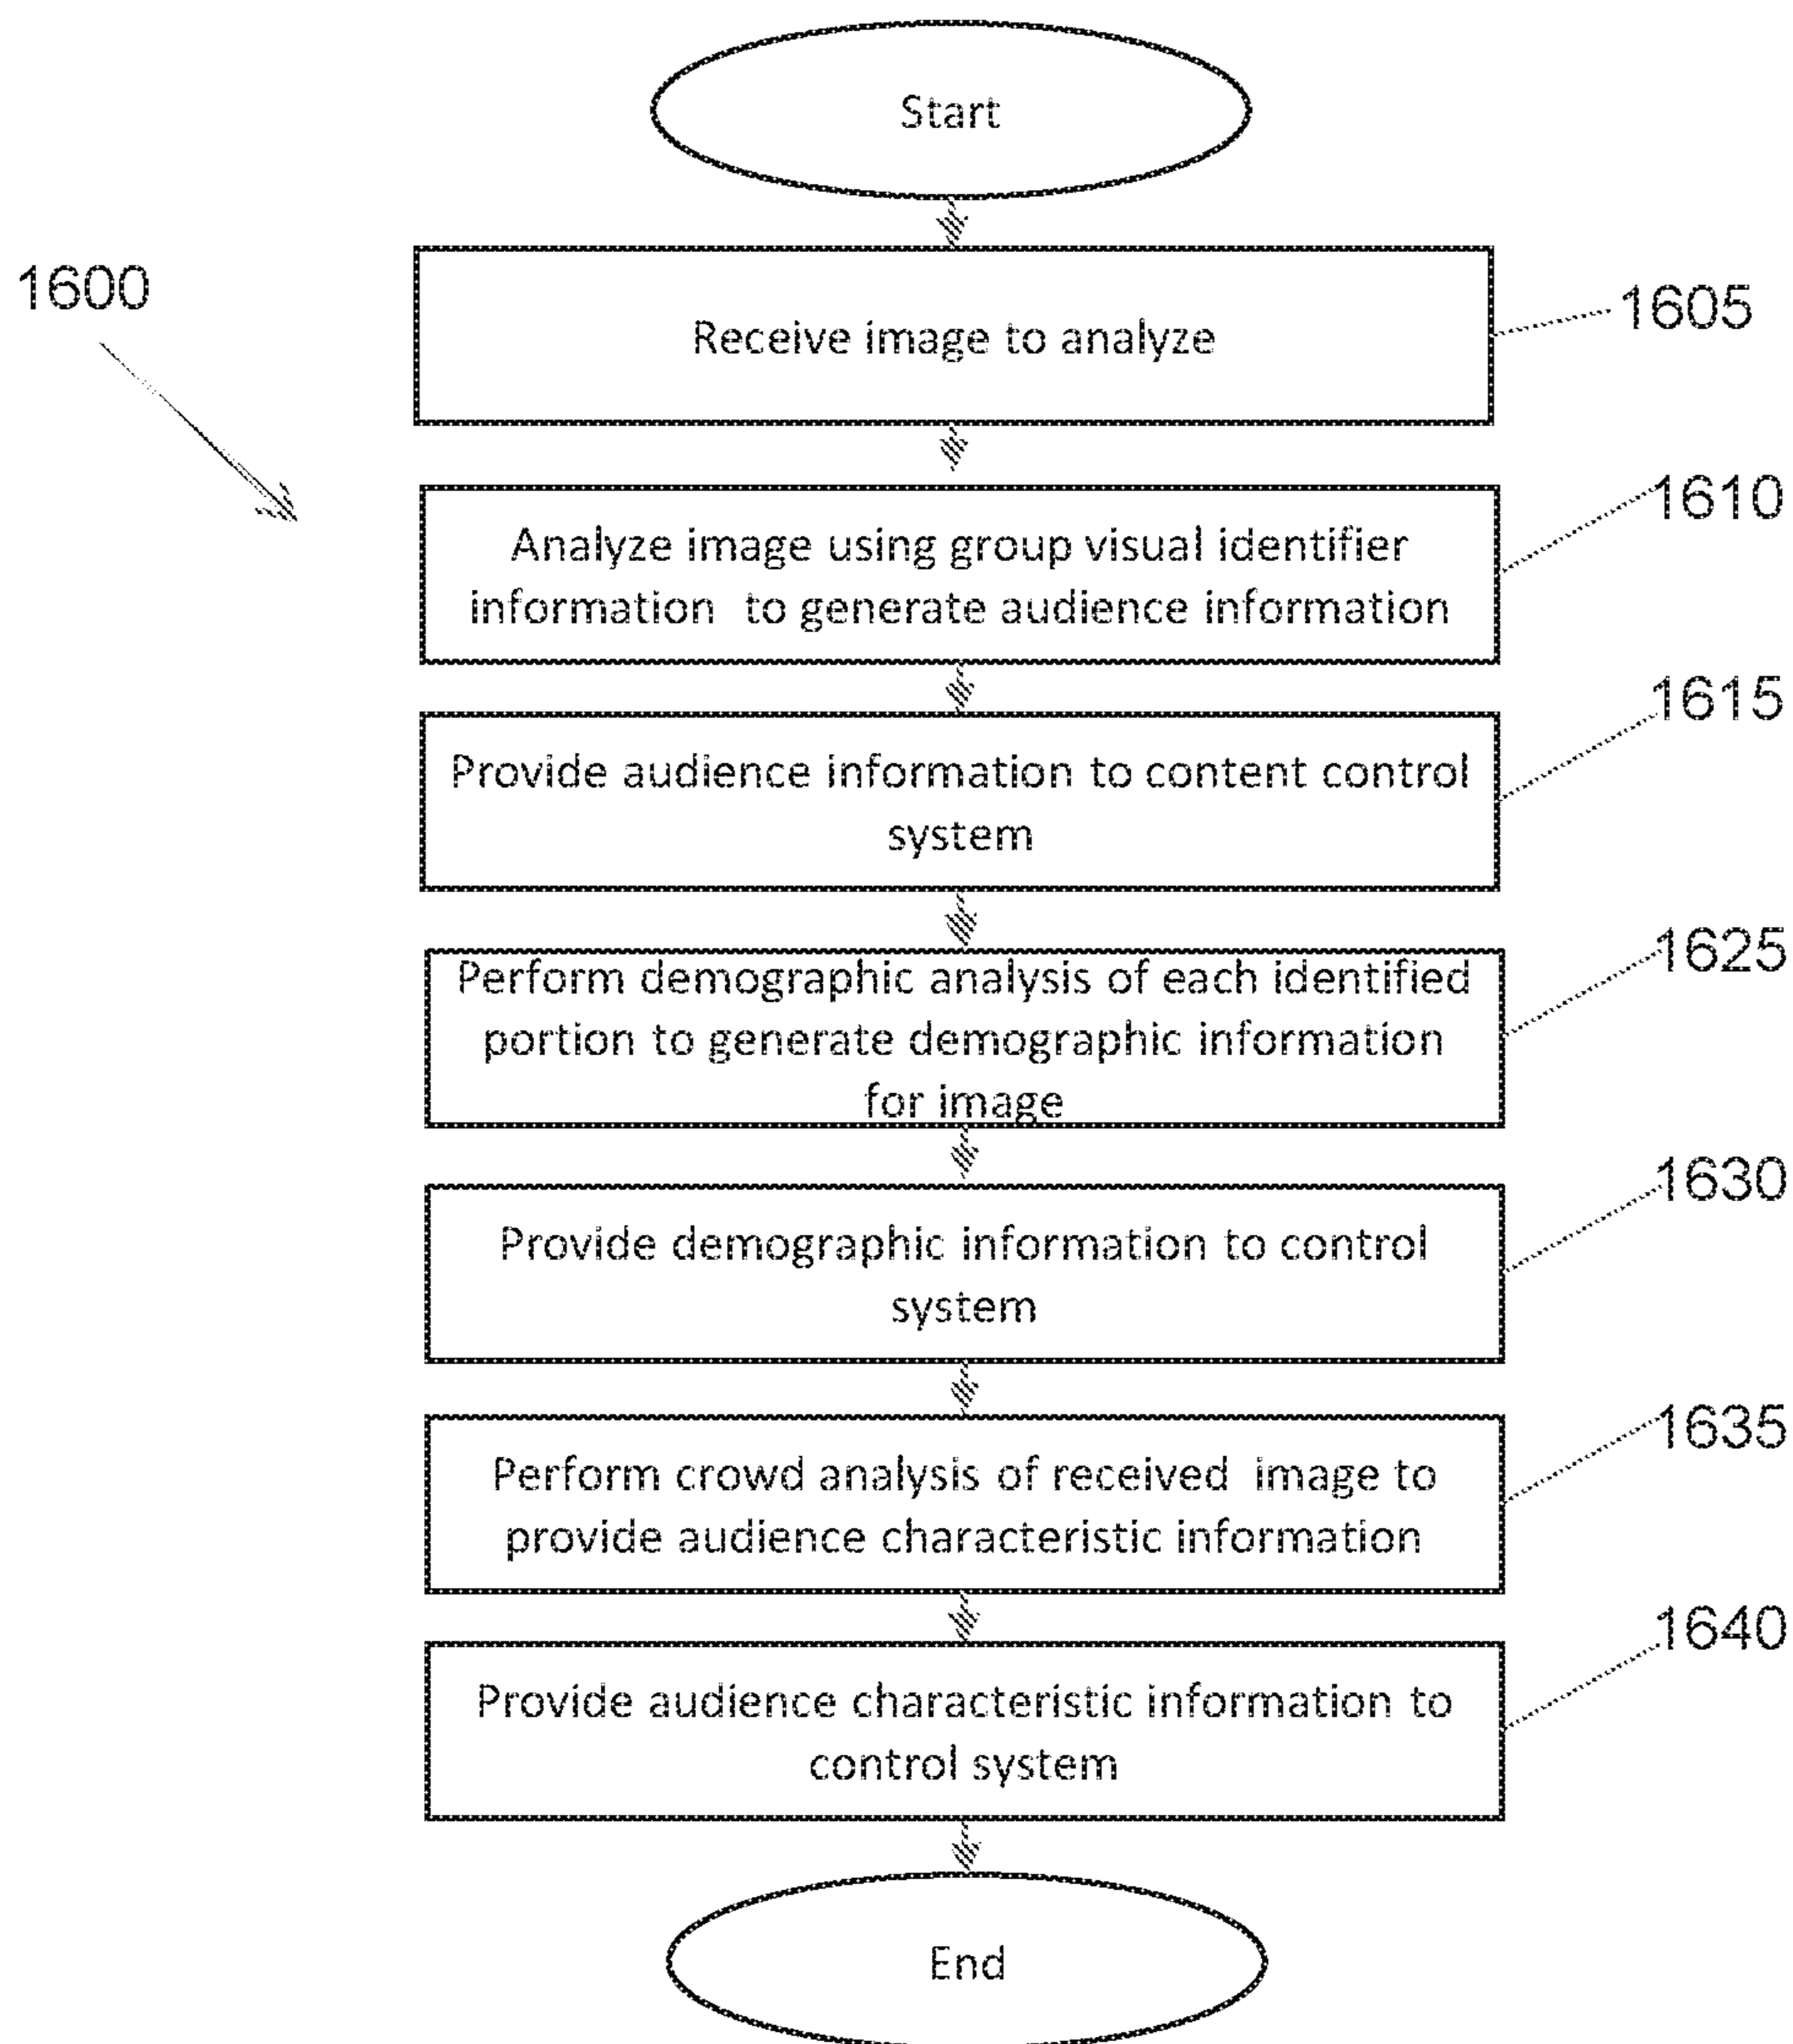 Start
1600
Receive image to analyze
1605
Analyze image using group visual identifier
information to generate audience information
1610
Provide audience information to content control
system
1615
Perform demographic analysis of each identified
portion to generate demographic information
for image
1625
Provide demographic information to control
system
1630
Perform crowd analysis of received image to
provide audience characteristic information
1635
Provide audience characteristic information to
control system
1640
End